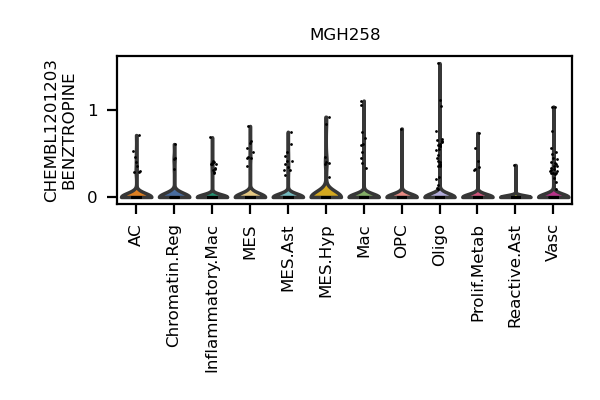 MGH258
CHEMBL1201203
BENZTROPINE
1
0
AC
Chromatin.Reg
Inflammatory.Mac
MES
MES.Ast
MES.Hyp
Mac
OPC
Oligo
Prolif.Metab
Reactive.Ast
Vasc